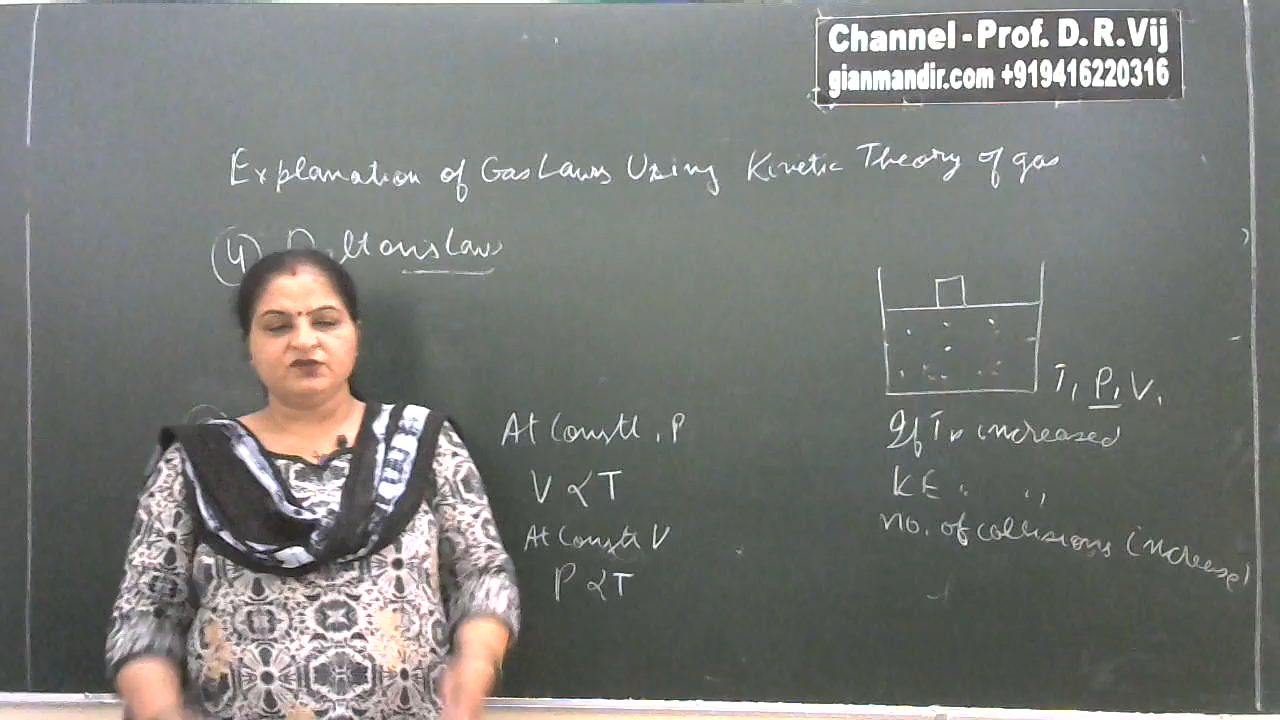 Channel - Prof. D.R.Vij
gianmandir.com +919416220316
Explanation of Gas Laws Using Kinetic Theory of gas
(4) Daltons Law
T, P, V,
At Constt, P
If T is increased
V ∝ T
KE " "
At Constt V
no. of collisions increase
P ∝ T